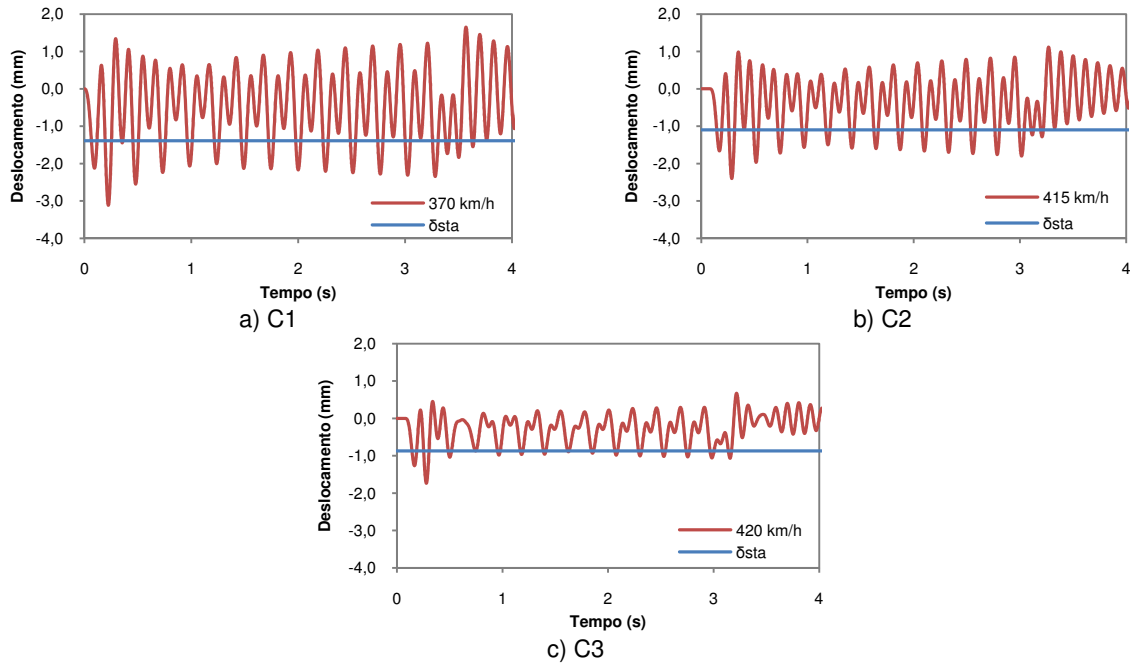 2,0
1,0
0,0
-1,0
-2,0
-3,0
-4,0
Deslocamento (mm)
370 km/h
δsta
0 1 2 3 4
Tempo (s)
a) C1
2,0
1,0
0,0
-1,0
-2,0
-3,0
-4,0
Deslocamento (mm)
415 km/h
δsta
0 1 2 3 4
Tempo (s)
b) C2
2,0
1,0
0,0
-1,0
-2,0
-3,0
-4,0
Deslocamento (mm)
420 km/h
δsta
0 1 2 3 4
Tempo (s)
c) C3